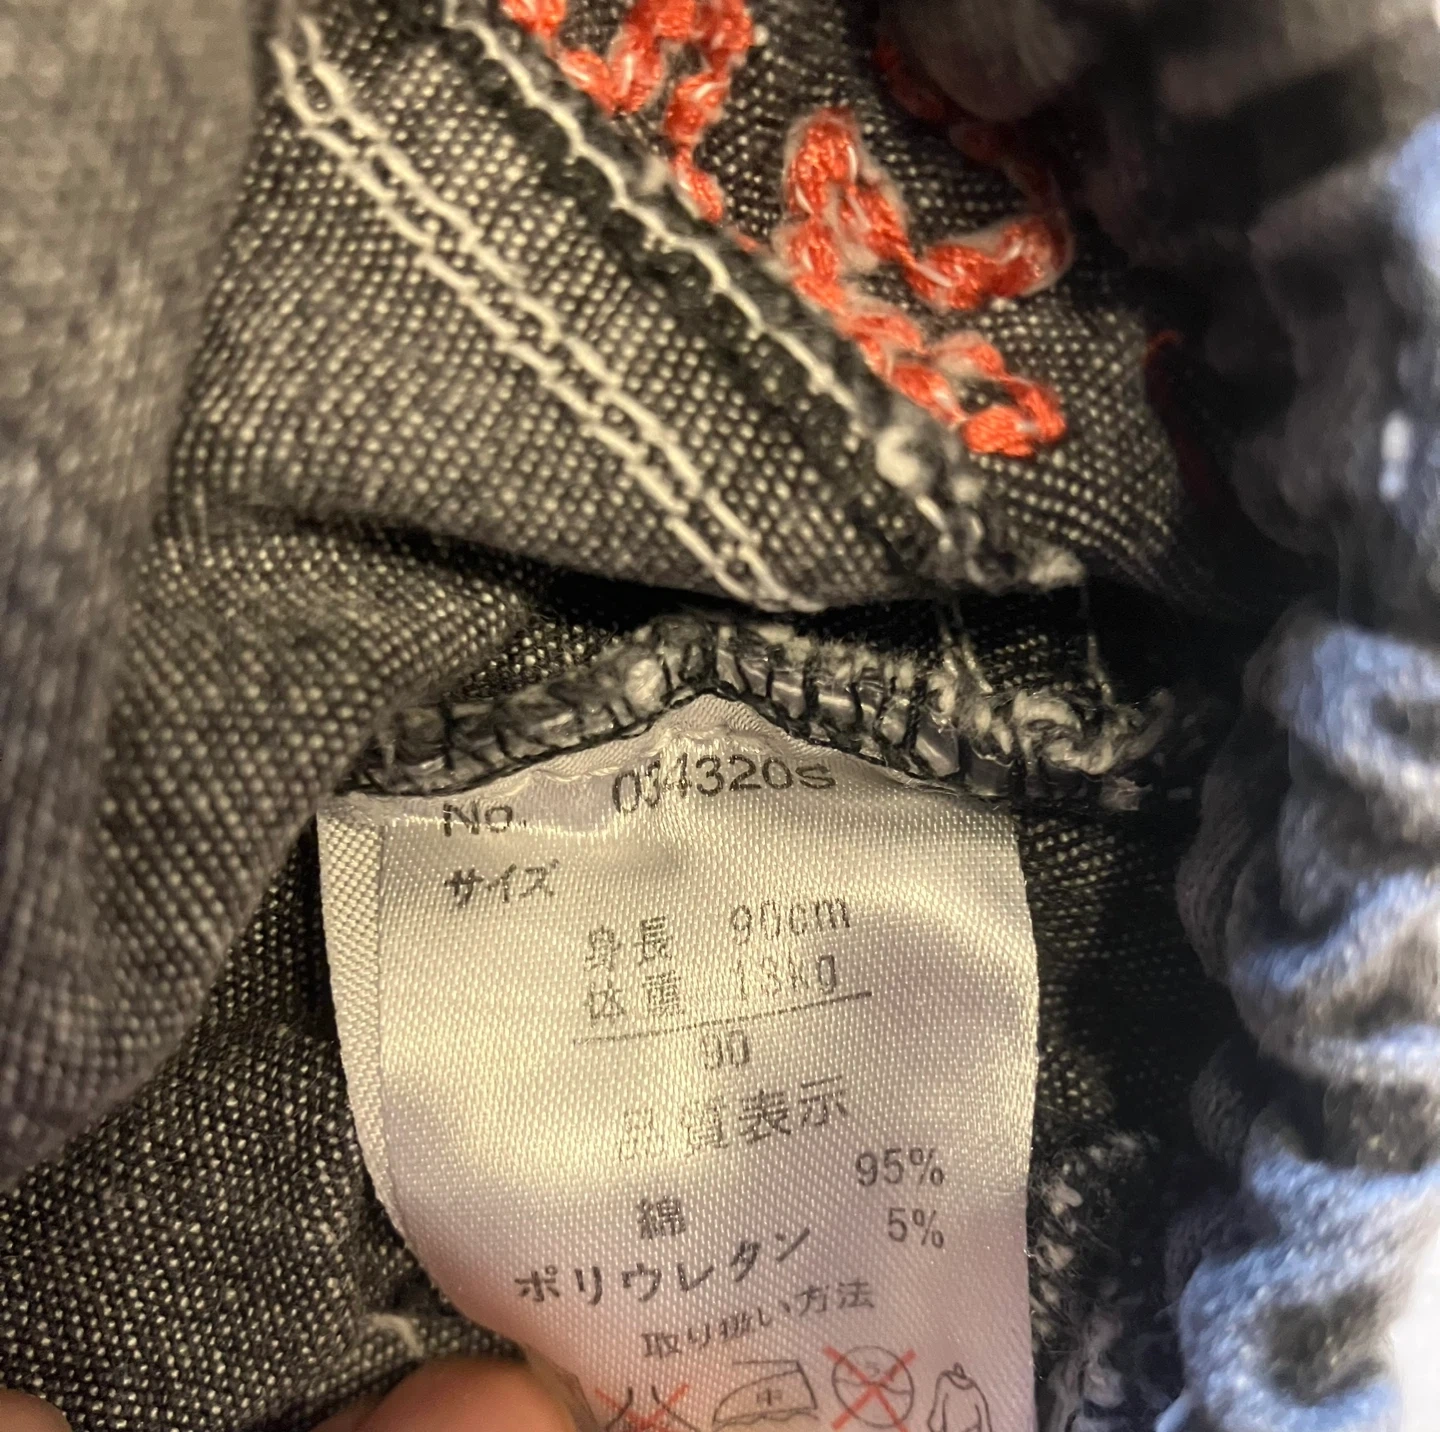 No. 034320S
サイズ
身長 90cm
体重 13kg
90
品質表示
綿 95%
ポリウレタン 5%
取り扱い方法
中